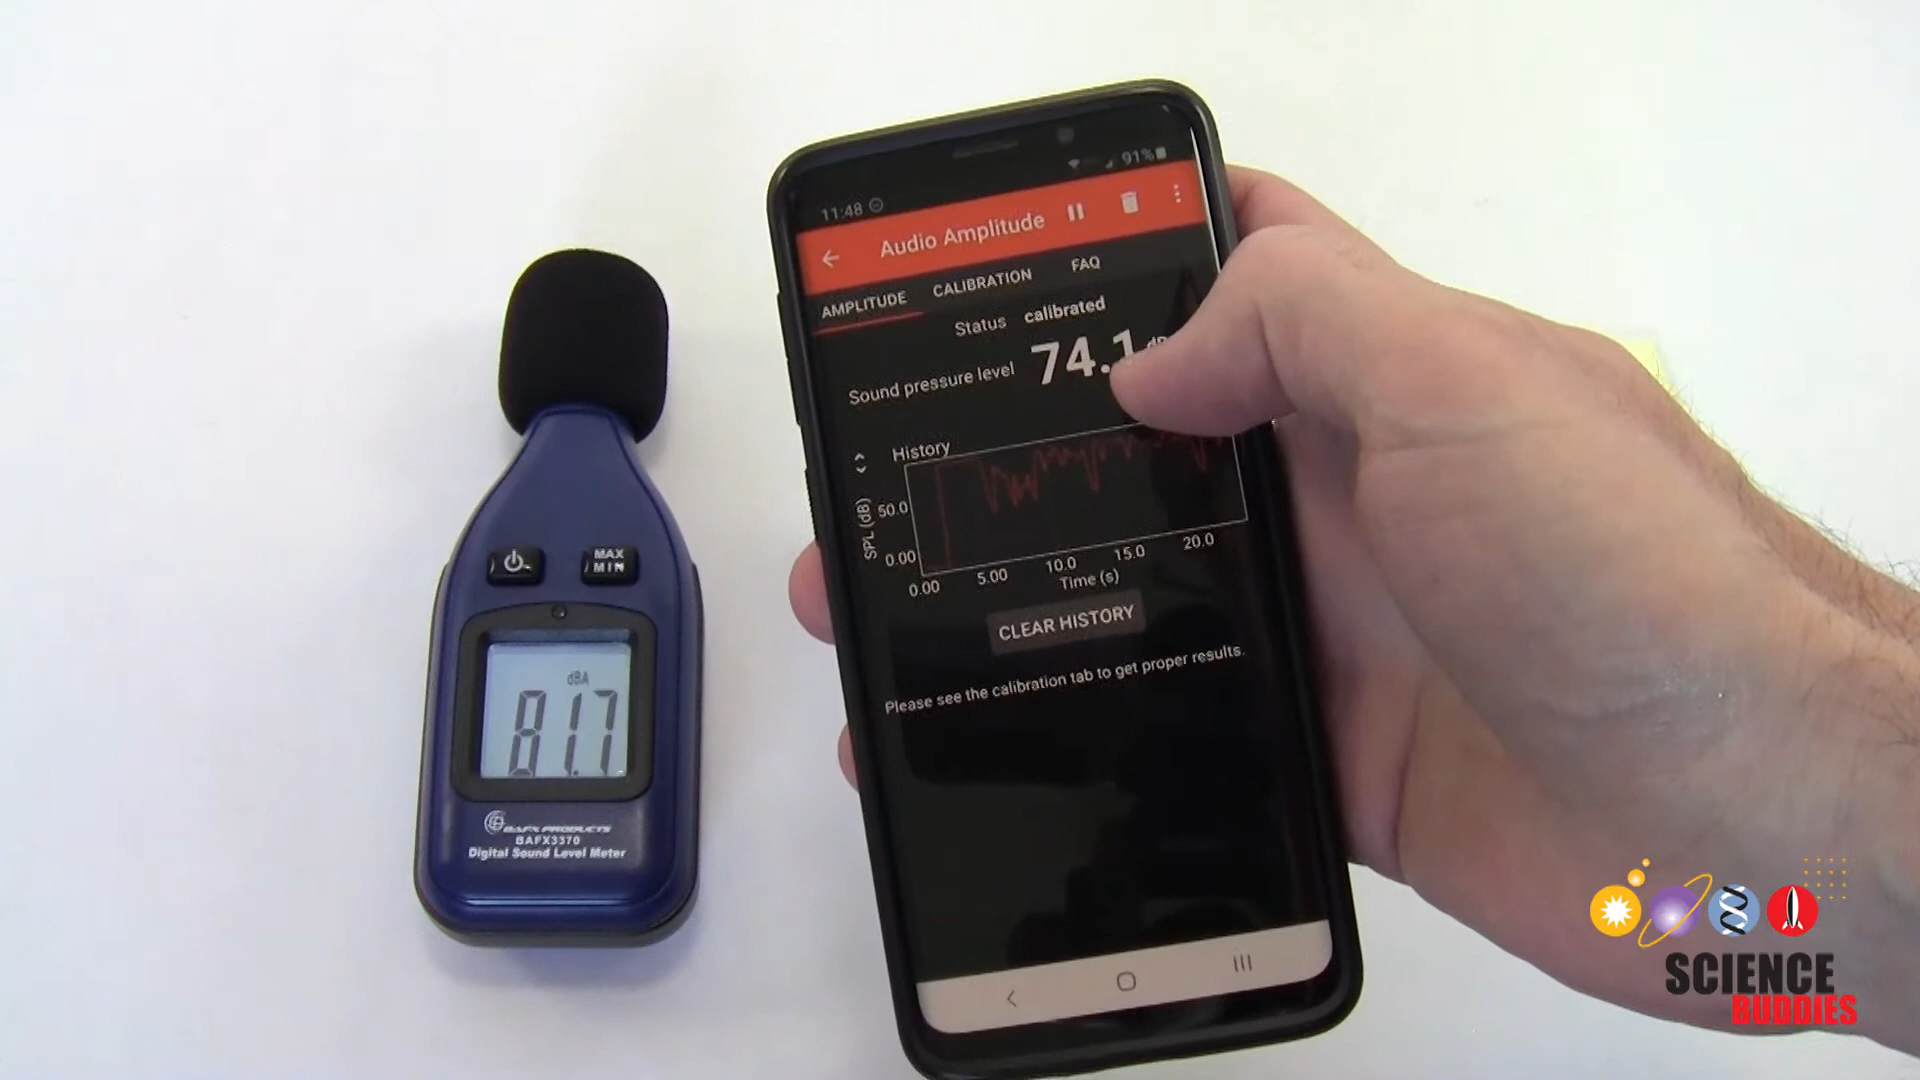 11:48
91%
Audio Amplitude
AMPLITUDE CALIBRATION FAQ
Status calibrated
Sound pressure level 74.1
History
SPL (dB)
50.0
0.00
0.00 5.00 10.0 15.0 20.0
Time (s)
CLEAR HISTORY
Please see the calibration tab to get proper results.
MAX
MIN
dBA
81.7
BAFX PRODUCTS
BAFX3370
Digital Sound Level Meter
SCIENCE
BUDDIES